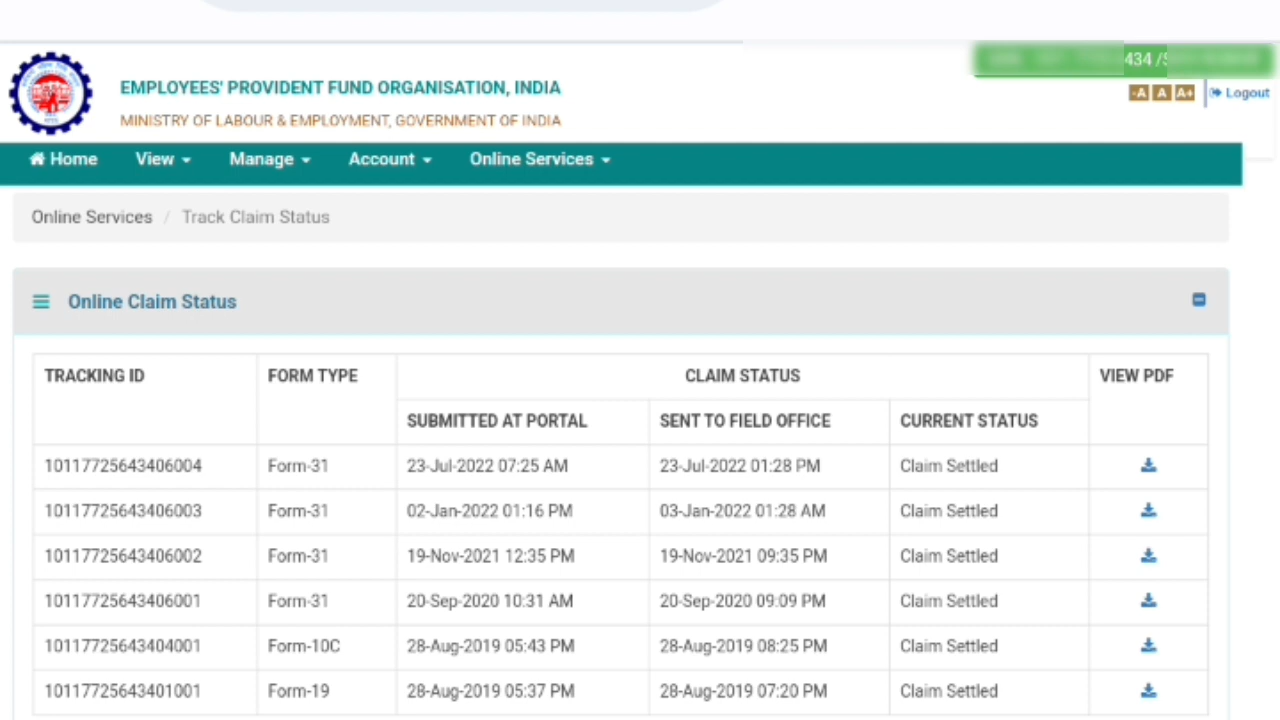 434 /
EMPLOYEES' PROVIDENT FUND ORGANISATION, INDIA
-A A A+ Logout
MINISTRY OF LABOUR & EMPLOYMENT, GOVERNMENT OF INDIA
Home View Manage Account Online Services
Online Services / Track Claim Status
Online Claim Status
TRACKING ID FORM TYPE CLAIM STATUS VIEW PDF
SUBMITTED AT PORTAL SENT TO FIELD OFFICE CURRENT STATUS
10117725643406004 Form-31 23-Jul-2022 07:25 AM 23-Jul-2022 01:28 PM Claim Settled
10117725643406003 Form-31 02-Jan-2022 01:16 PM 03-Jan-2022 01:28 AM Claim Settled
10117725643406002 Form-31 19-Nov-2021 12:35 PM 19-Nov-2021 09:35 PM Claim Settled
10117725643406001 Form-31 20-Sep-2020 10:31 AM 20-Sep-2020 09:09 PM Claim Settled
10117725643404001 Form-10C 28-Aug-2019 05:43 PM 28-Aug-2019 08:25 PM Claim Settled
10117725643401001 Form-19 28-Aug-2019 05:37 PM 28-Aug-2019 07:20 PM Claim Settled